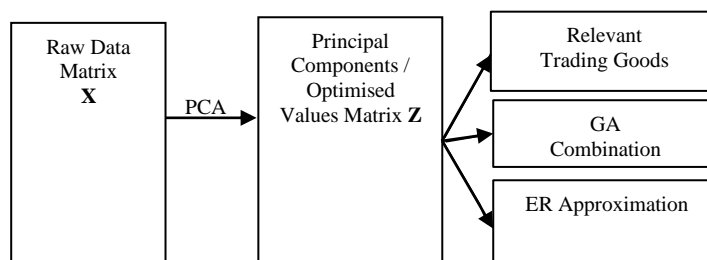 Raw Data
Matrix
X
PCA
Principal
Components /
Optimised
Values Matrix Z
Relevant
Trading Goods
GA
Combination
ER Approximation